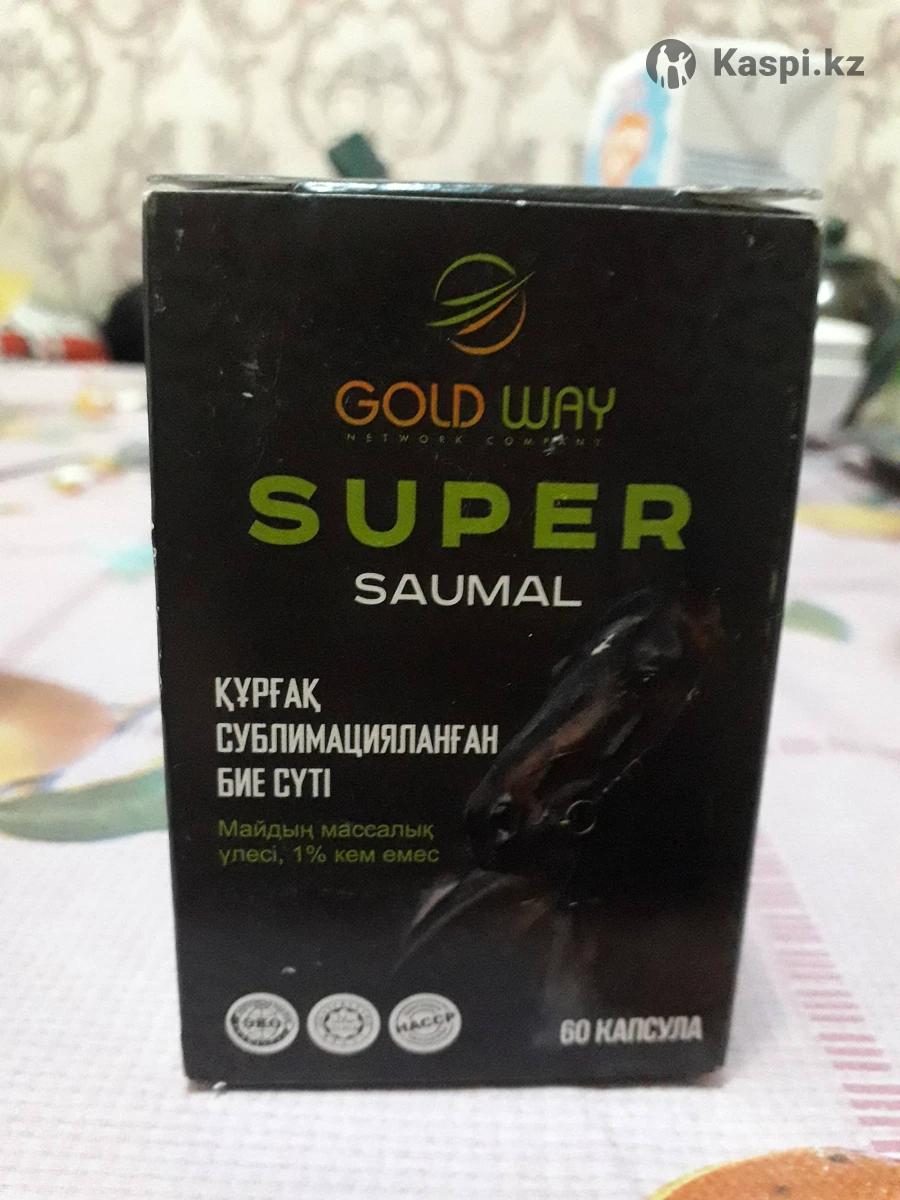 Kaspi.kz
GOLD WAY
NETWORK COMPANY
SUPER
SAUMAL
ҚҰРҒАҚ
СУБЛИМАЦИЯЛАНҒАН
БИЕ СҮТІ
Майдың массалық
үлесі, 1% кем емес
HACCP
60 КАПСУЛА